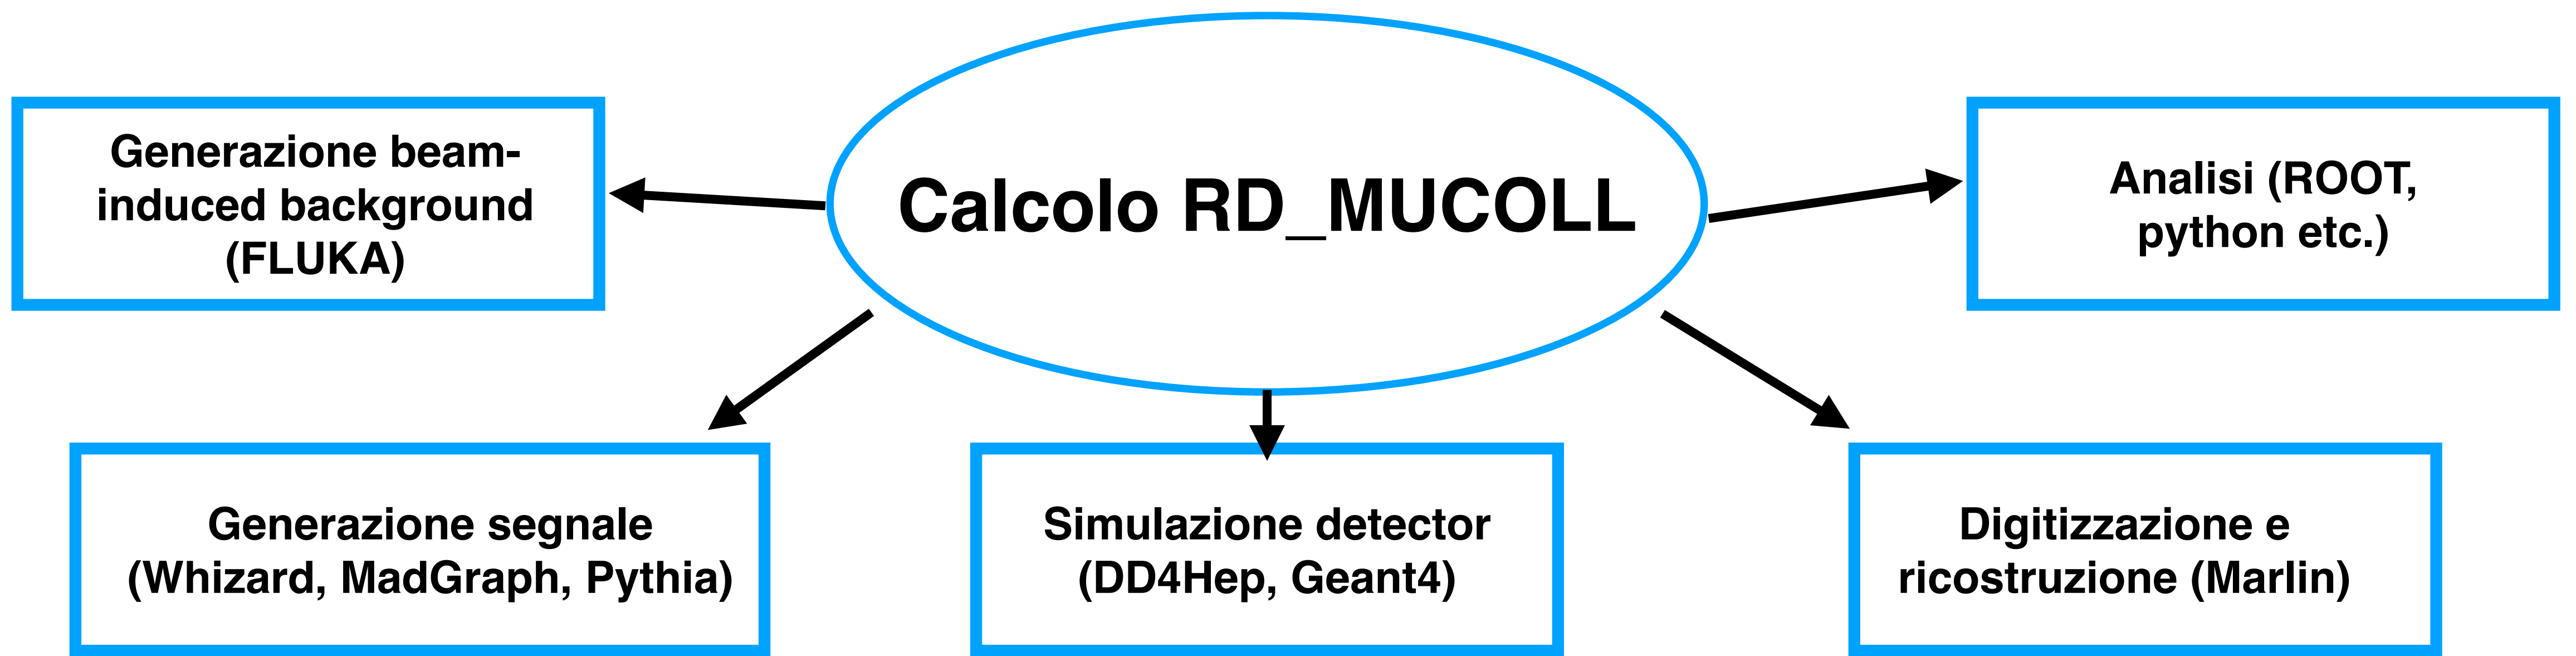 Calcolo RD_MUCOLL
Generazione beam-
induced background
(FLUKA)
Analisi (ROOT,
python etc.)
Generazione segnale
(Whizard, MadGraph, Pythia)
Simulazione detector
(DD4Hep, Geant4)
Digitizzazione e
ricostruzione (Marlin)